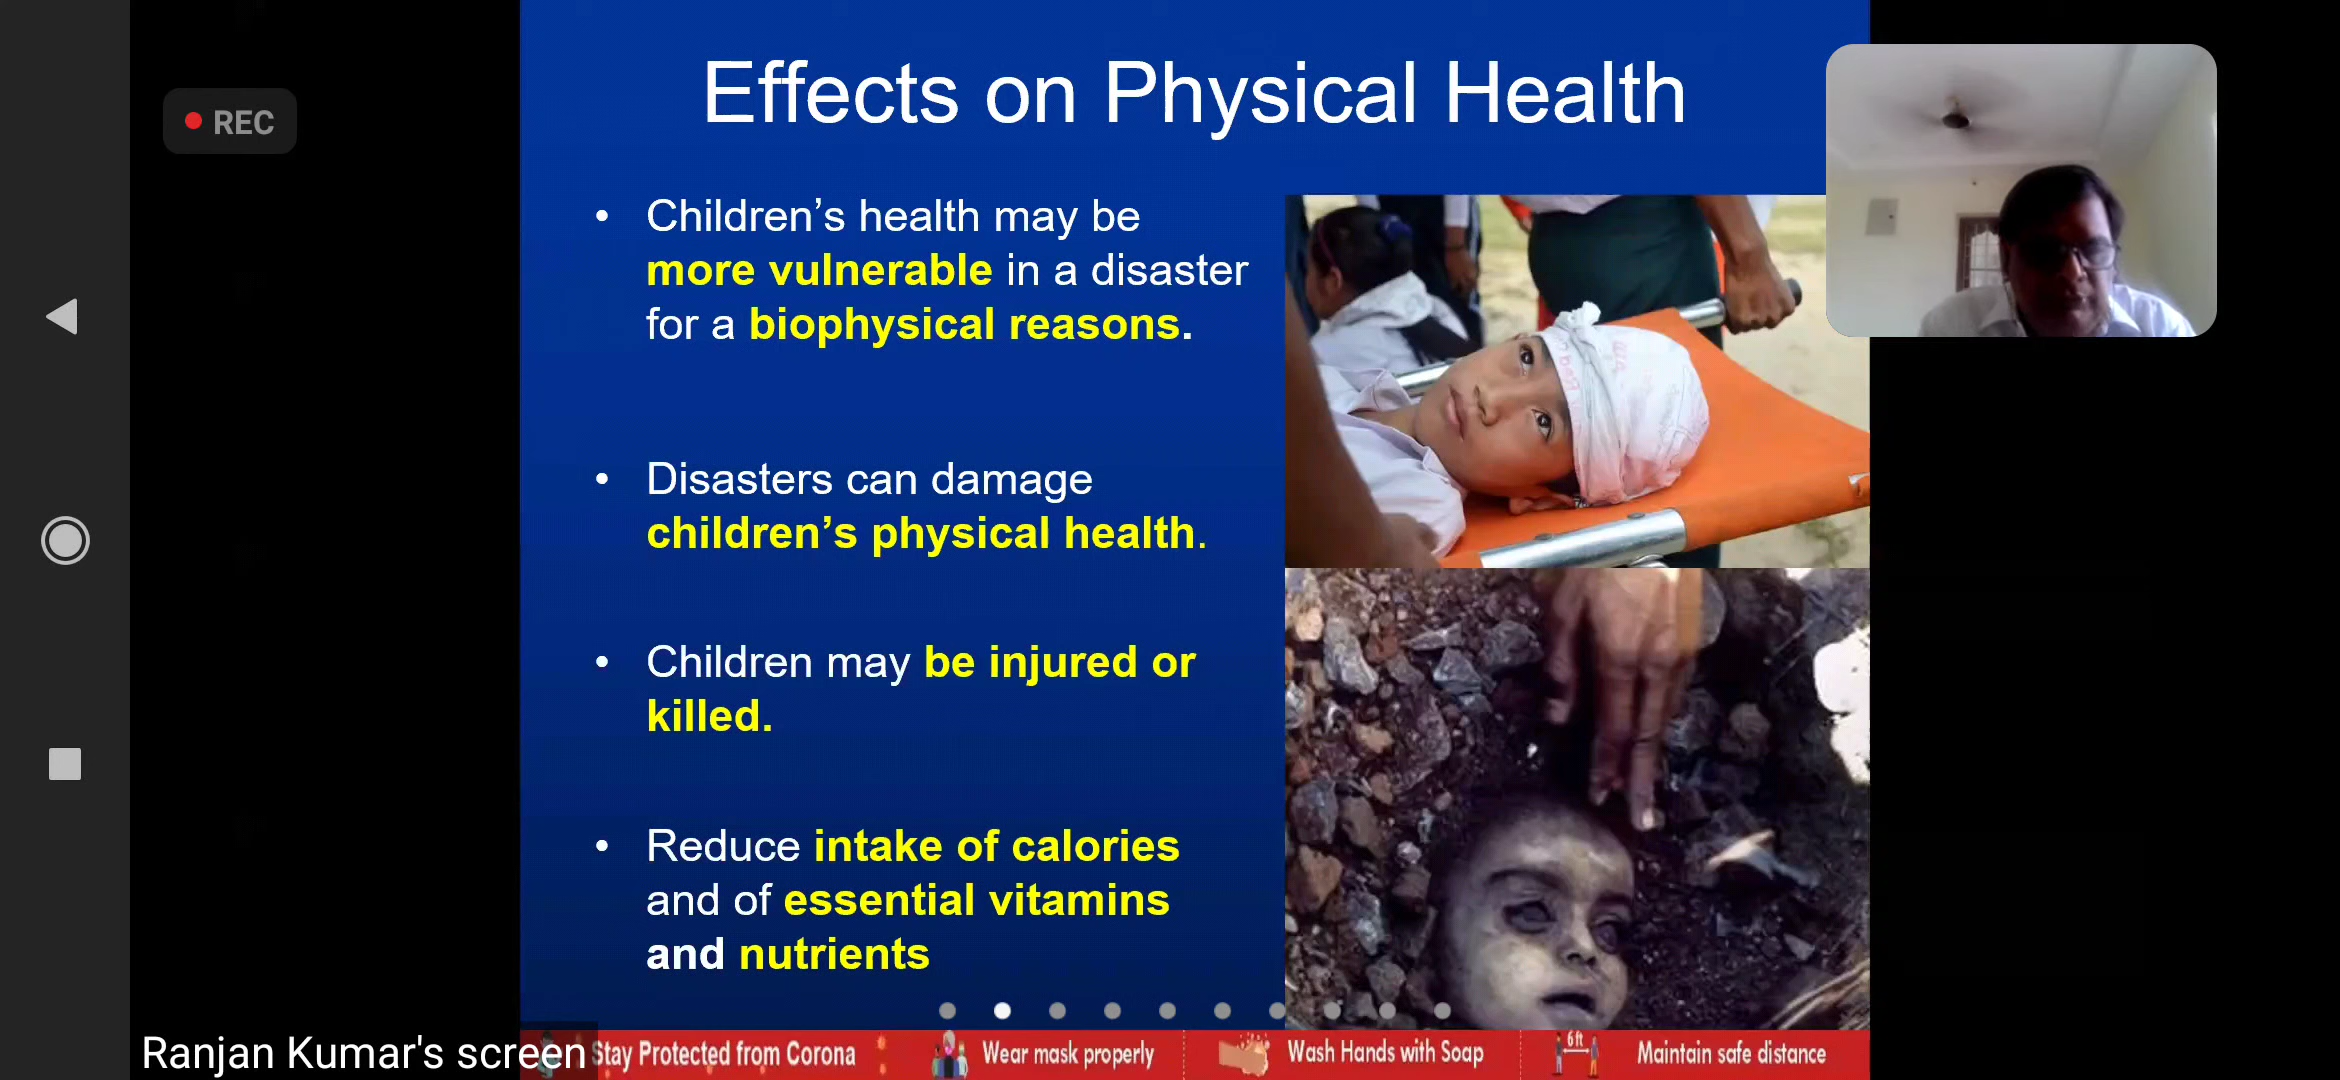 REC
Effects on Physical Health
• Children’s health may be
more vulnerable in a disaster
for a biophysical reasons.
• Disasters can damage
children’s physical health.
• Children may be injured or
killed.
• Reduce intake of calories
and of essential vitamins
and nutrients
Ranjan Kumar's screen
Stay Protected from Corona
Wear mask properly
Wash Hands with Soap
6 ft
Maintain safe distance